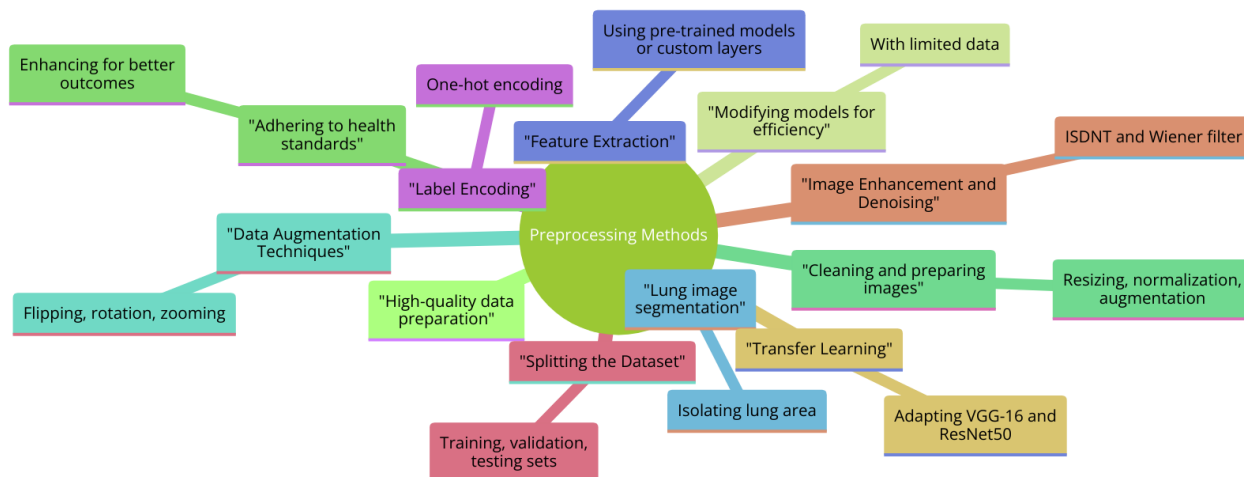 Using pre-trained models
or custom layers
With limited data
Enhancing for better
outcomes
One-hot encoding
"Adhering to health
standards"
"Feature Extraction"
"Modifying models for
efficiency"
ISDNT and Wiener filter
"Label Encoding"
"Image Enhancement and
Denoising"
"Data Augmentation
Techniques"
Preprocessing Methods
"Cleaning and preparing
images"
Resizing, normalization,
augmentation
Flipping, rotation, zooming
"High-quality data
preparation"
"Lung image
segmentation"
"Splitting the Dataset"
"Transfer Learning"
Isolating lung area
Adapting VGG-16 and
ResNet50
Training, validation,
testing sets